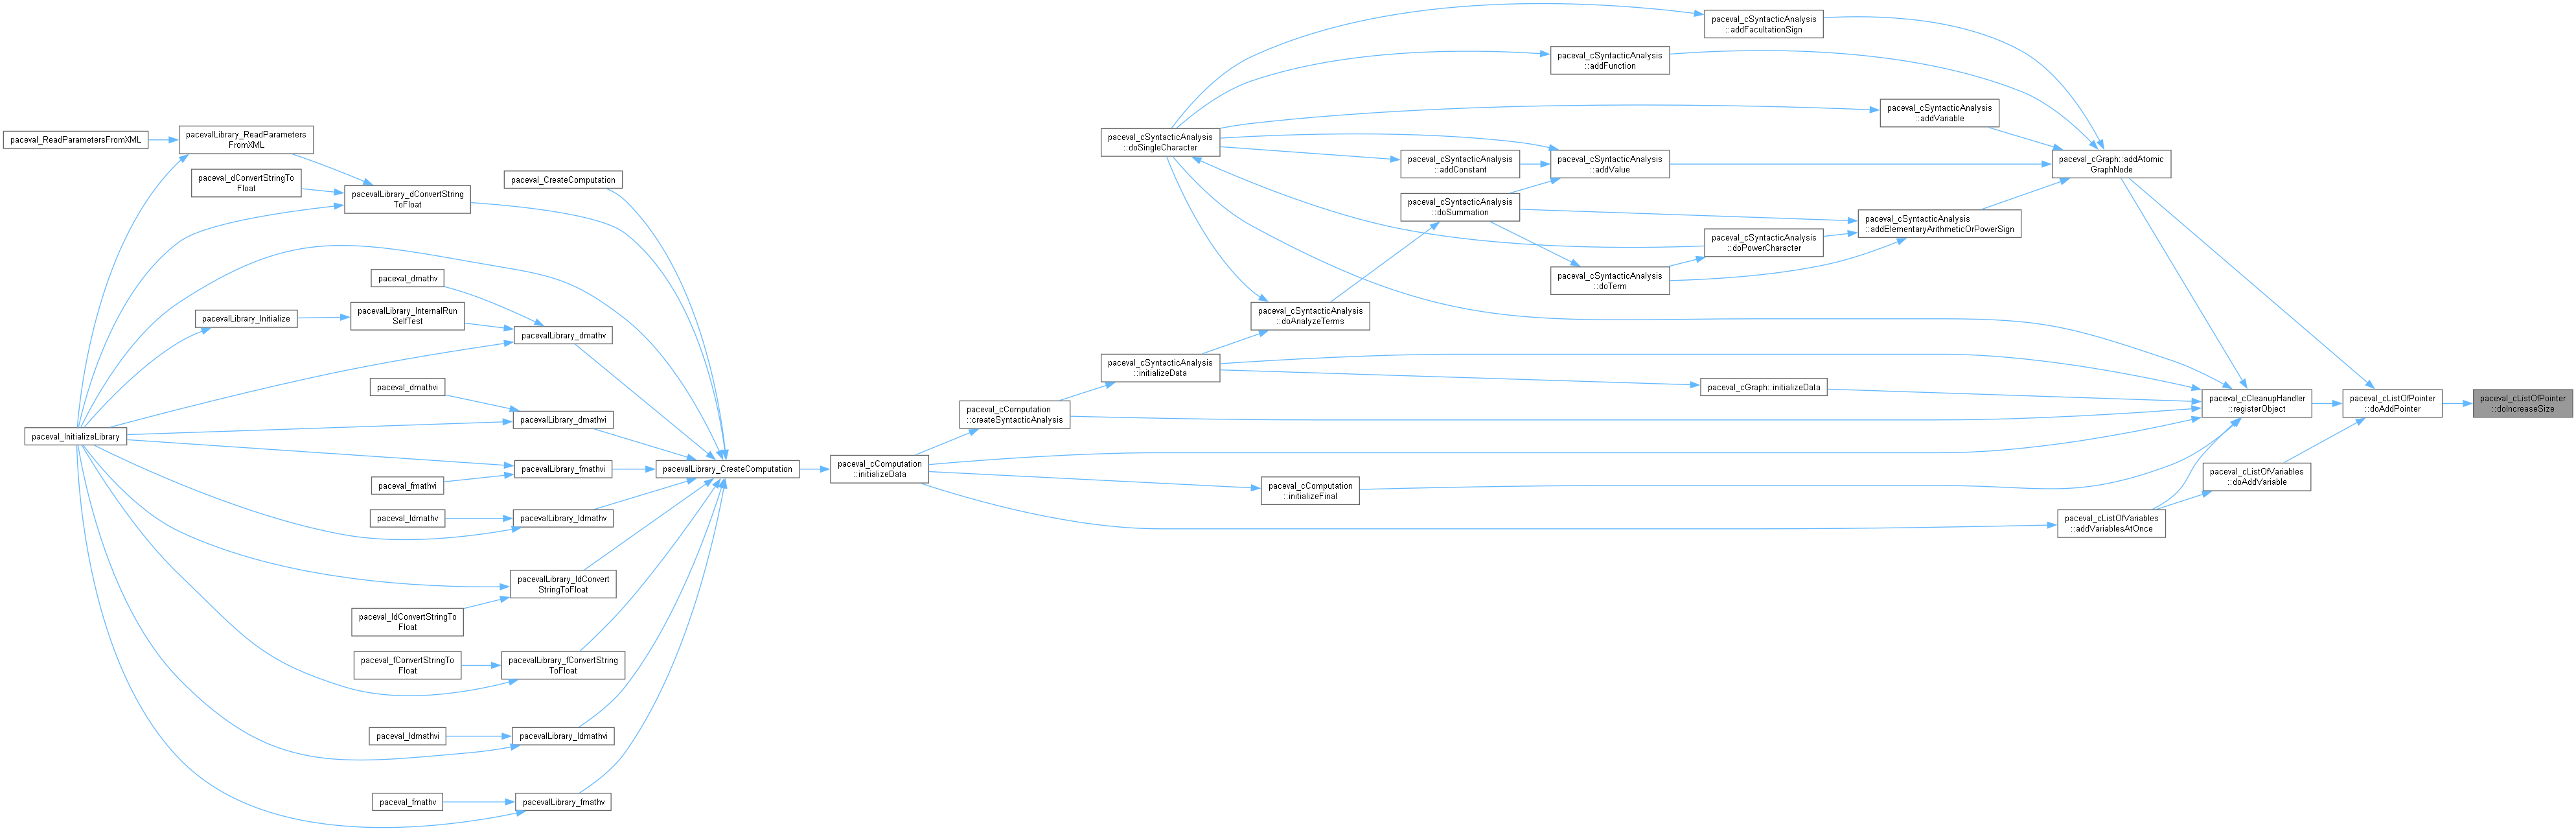 paceval_ReadParametersFromXML
pacevalLibrary_ReadParameters
FromXML
paceval_dConvertStringTo
Float
pacevalLibrary_dConvertString
ToFloat
paceval_CreateComputation
paceval_dmathv
pacevalLibrary_Initialize
pacevalLibrary_InternalRun
SelfTest
pacevalLibrary_dmathv
paceval_dmathvi
pacevalLibrary_dmathvi
paceval_InitializeLibrary
pacevalLibrary_fmathvi
paceval_fmathvi
pacevalLibrary_CreateComputation
paceval_ldmathv
pacevalLibrary_ldmathv
pacevalLibrary_ldConvert
StringToFloat
paceval_ldConvertStringTo
Float
paceval_fConvertStringTo
Float
pacevalLibrary_fConvertString
ToFloat
paceval_ldmathvi
pacevalLibrary_ldmathvi
paceval_fmathv
pacevalLibrary_fmathv
paceval_cComputation
::initializeData
paceval_cComputation
::createSyntacticAnalysis
paceval_cSyntacticAnalysis
::initializeData
paceval_cSyntacticAnalysis
::doAnalyzeTerms
paceval_cSyntacticAnalysis
::doSingleCharacter
paceval_cComputation
::initializeFinal
paceval_cSyntacticAnalysis
::addConstant
paceval_cSyntacticAnalysis
::doSummation
paceval_cSyntacticAnalysis
::addFunction
paceval_cSyntacticAnalysis
::addValue
paceval_cSyntacticAnalysis
::doTerm
paceval_cSyntacticAnalysis
::addFacultationSign
paceval_cSyntacticAnalysis
::doPowerCharacter
paceval_cGraph::initializeData
paceval_cSyntacticAnalysis
::addVariable
paceval_cSyntacticAnalysis
::addElementaryArithmeticOrPowerSign
paceval_cGraph::addAtomic
GraphNode
paceval_cCleanupHandler
::registerObject
paceval_cListOfVariables
::doAddVariable
paceval_cListOfVariables
::addVariablesAtOnce
paceval_cListOfPointer
::doAddPointer
paceval_cListOfPointer
::doIncreaseSize